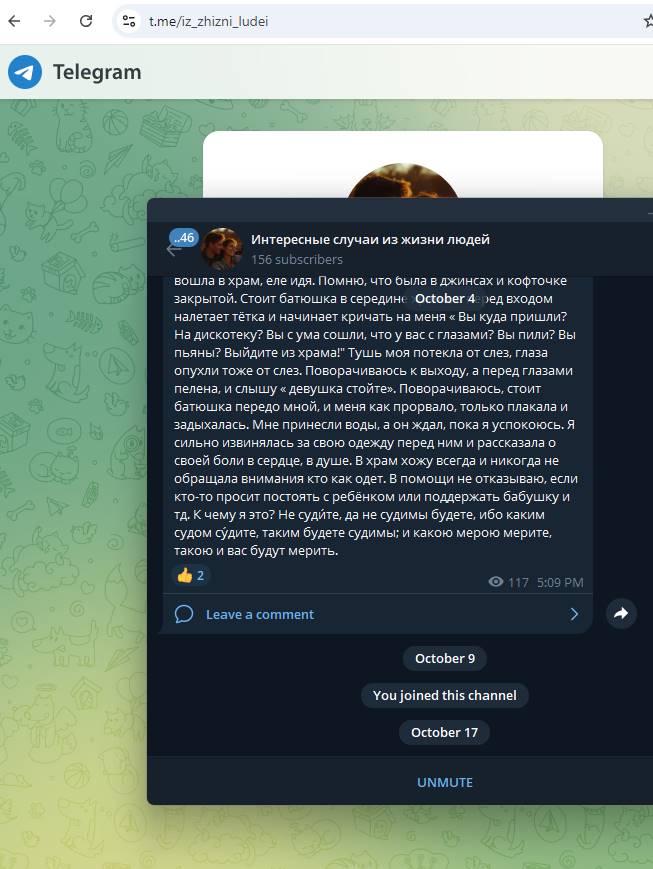 t.me/iz_zhizni_ludei
Telegram
..46
Интересные случаи из жизни людей
156 subscribers
вошла в храм, еле идя. Помню, что была в джинсах и кофточке
закрытой. Стоит батюшка в середине
October 4
ред входом
налетает тётка и начинает кричать на меня « Вы куда пришли?
На дискотеку? Вы с ума сошли, что у вас с глазами? Вы пили? Вы
пьяны? Выйдите из храма!" Тушь моя потекла от слез, глаза
опухли тоже от слез. Поворачиваюсь к выходу, а перед глазами
пелена, и слышу « девушка стойте». Поворачиваюсь, стоит
батюшка передо мной, и меня как прорвало, только плакала и
задыхалась. Мне принесли воды, а он ждал, пока я успокоюсь. Я
сильно извинялась за свою одежду перед ним и рассказала о
своей боли в сердце, в душе. В храм хожу всегда и никогда не
обращала внимания кто как одет. В помощи не отказываю, если
кто-то просит постоять с ребёнком или поддержать бабушку и
тд. К чему я это? Не суди́те, да не судимы будете, ибо каким
судом су́дите, таким будете судимы; и какою мерою мерите,
такою и вас будут мерить.
2
117 5:09 PM
Leave a comment
October 9
You joined this channel
October 17
UNMUTE